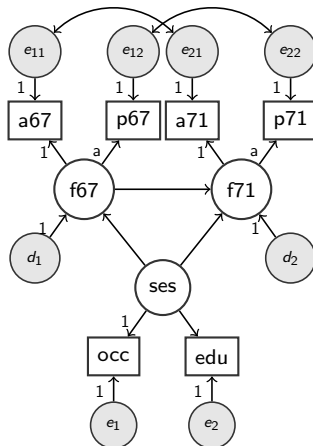 e11 e12 e21 e22
1 1 1 1
a67 p67 a71 p71
1 a 1 a
f67 f71
1 1
d1 d2
ses
1
occ edu
1 1
e1 e2